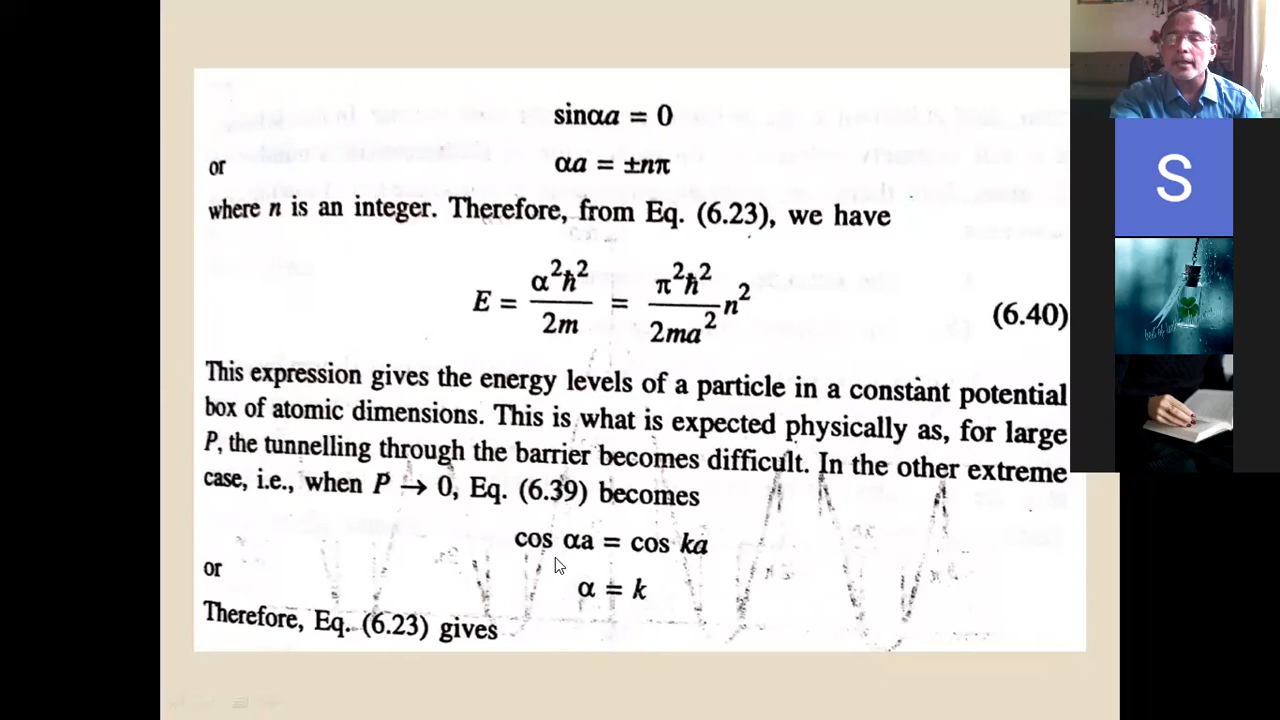 sinαa = 0
or
αa = ±nπ
where n is an integer. Therefore, from Eq. (6.23), we have
E = α²ħ²/2m = π²ħ²/2ma² n² (6.40)
This expression gives the energy levels of a particle in a constant potential
box of atomic dimensions. This is what is expected physically as, for large
P, the tunnelling through the barrier becomes difficult. In the other extreme
case, i.e., when P → 0, Eq. (6.39) becomes
cos αa = cos ka
or
α = k
Therefore, Eq. (6.23) gives
S